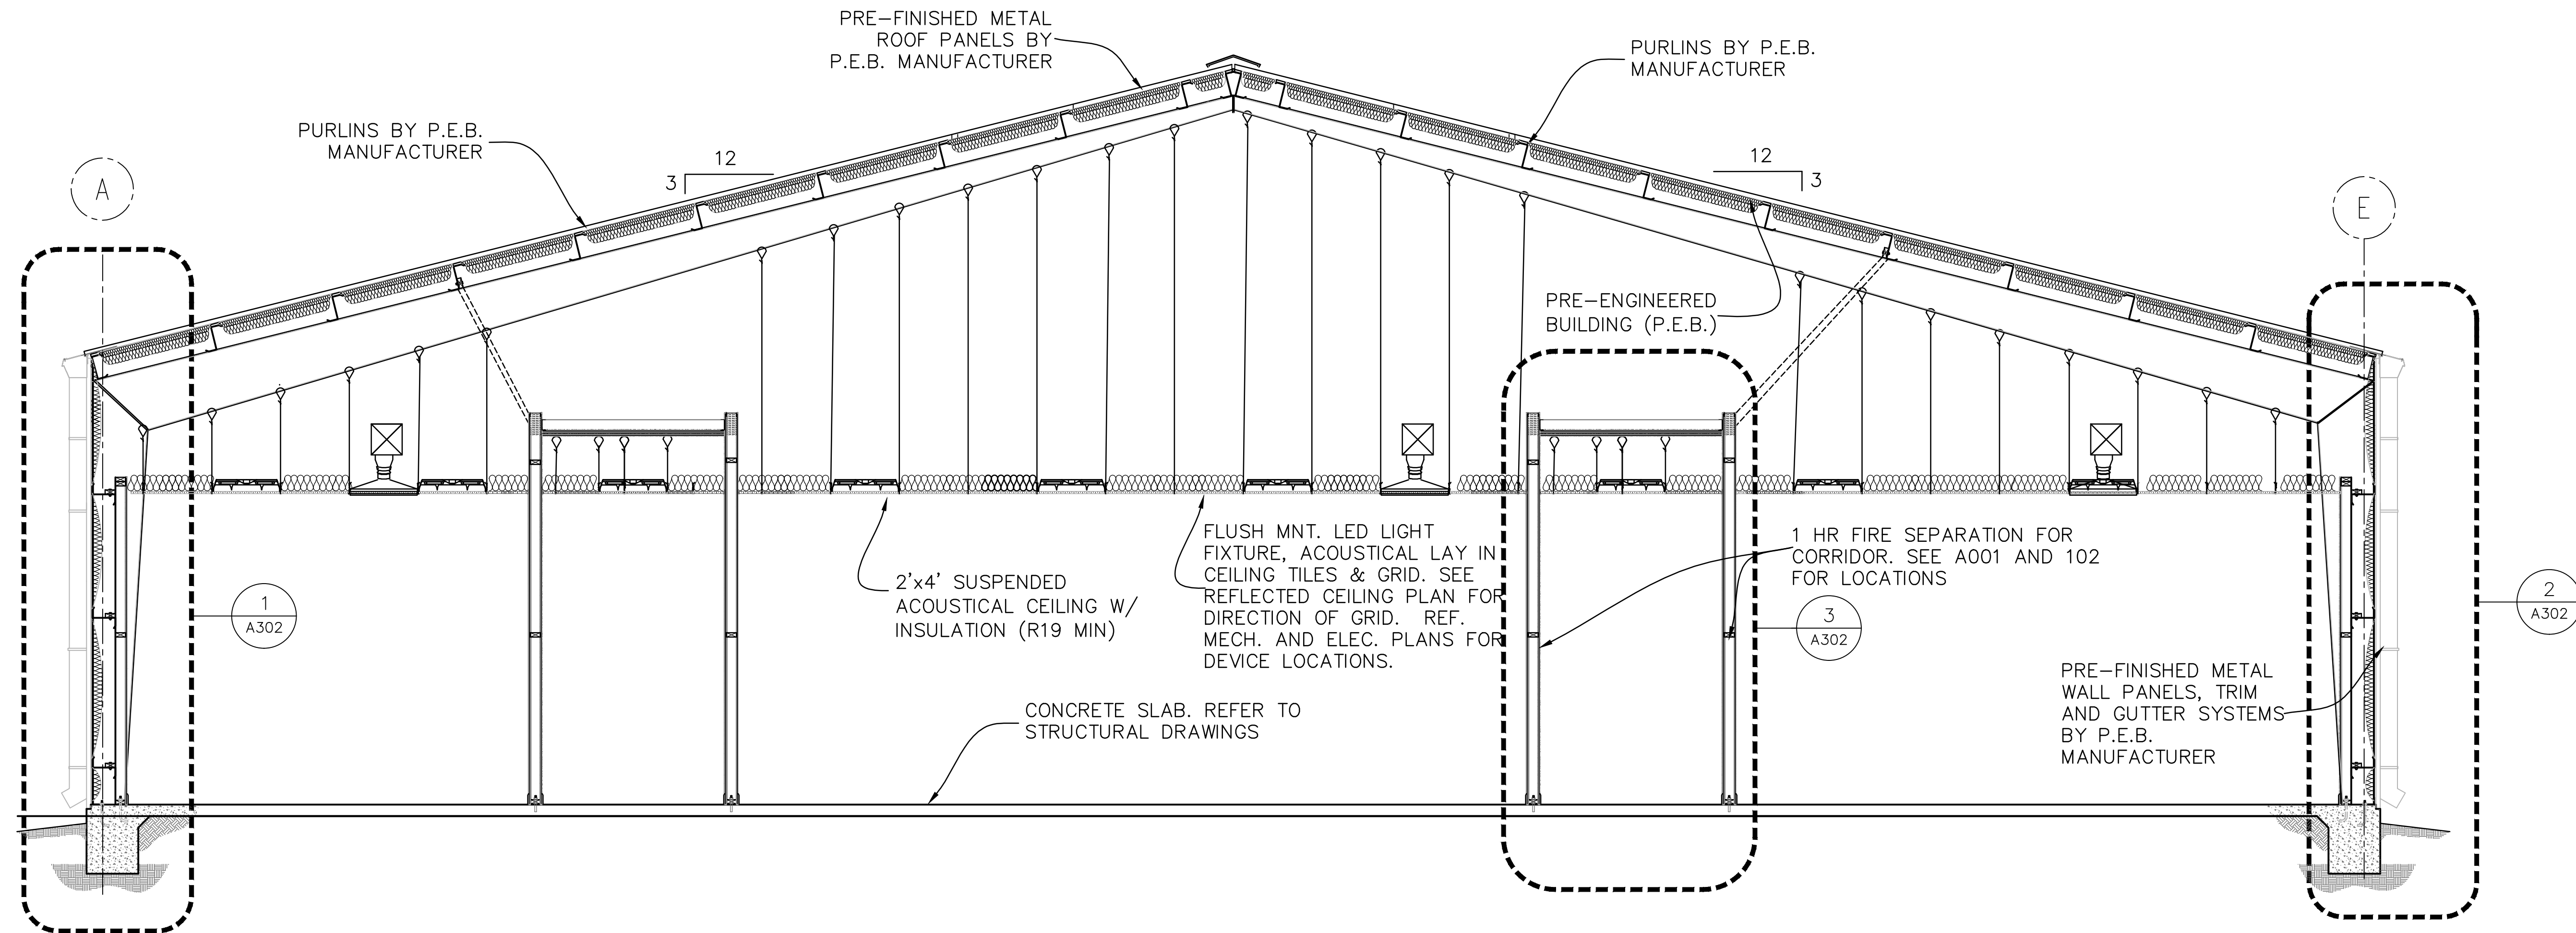 PRE-FINISHED METAL
ROOF PANELS BY
P.E.B. MANUFACTURER
PURLINS BY P.E.B.
MANUFACTURER
PURLINS BY P.E.B.
MANUFACTURER
12
3
12
3
A
E
PRE-ENGINEERED
BUILDING (P.E.B.)
2'x4' SUSPENDED
ACOUSTICAL CEILING W/
INSULATION (R19 MIN)
FLUSH MNT. LED LIGHT
FIXTURE, ACOUSTICAL LAY IN
CEILING TILES & GRID. SEE
REFLECTED CEILING PLAN FOR
DIRECTION OF GRID. REF.
MECH. AND ELEC. PLANS FOR
DEVICE LOCATIONS.
1 HR FIRE SEPARATION FOR
CORRIDOR. SEE A001 AND 102
FOR LOCATIONS
1
A302
3
A302
2
A302
PRE-FINISHED METAL
WALL PANELS, TRIM
AND GUTTER SYSTEMS
BY P.E.B.
MANUFACTURER
CONCRETE SLAB. REFER TO
STRUCTURAL DRAWINGS